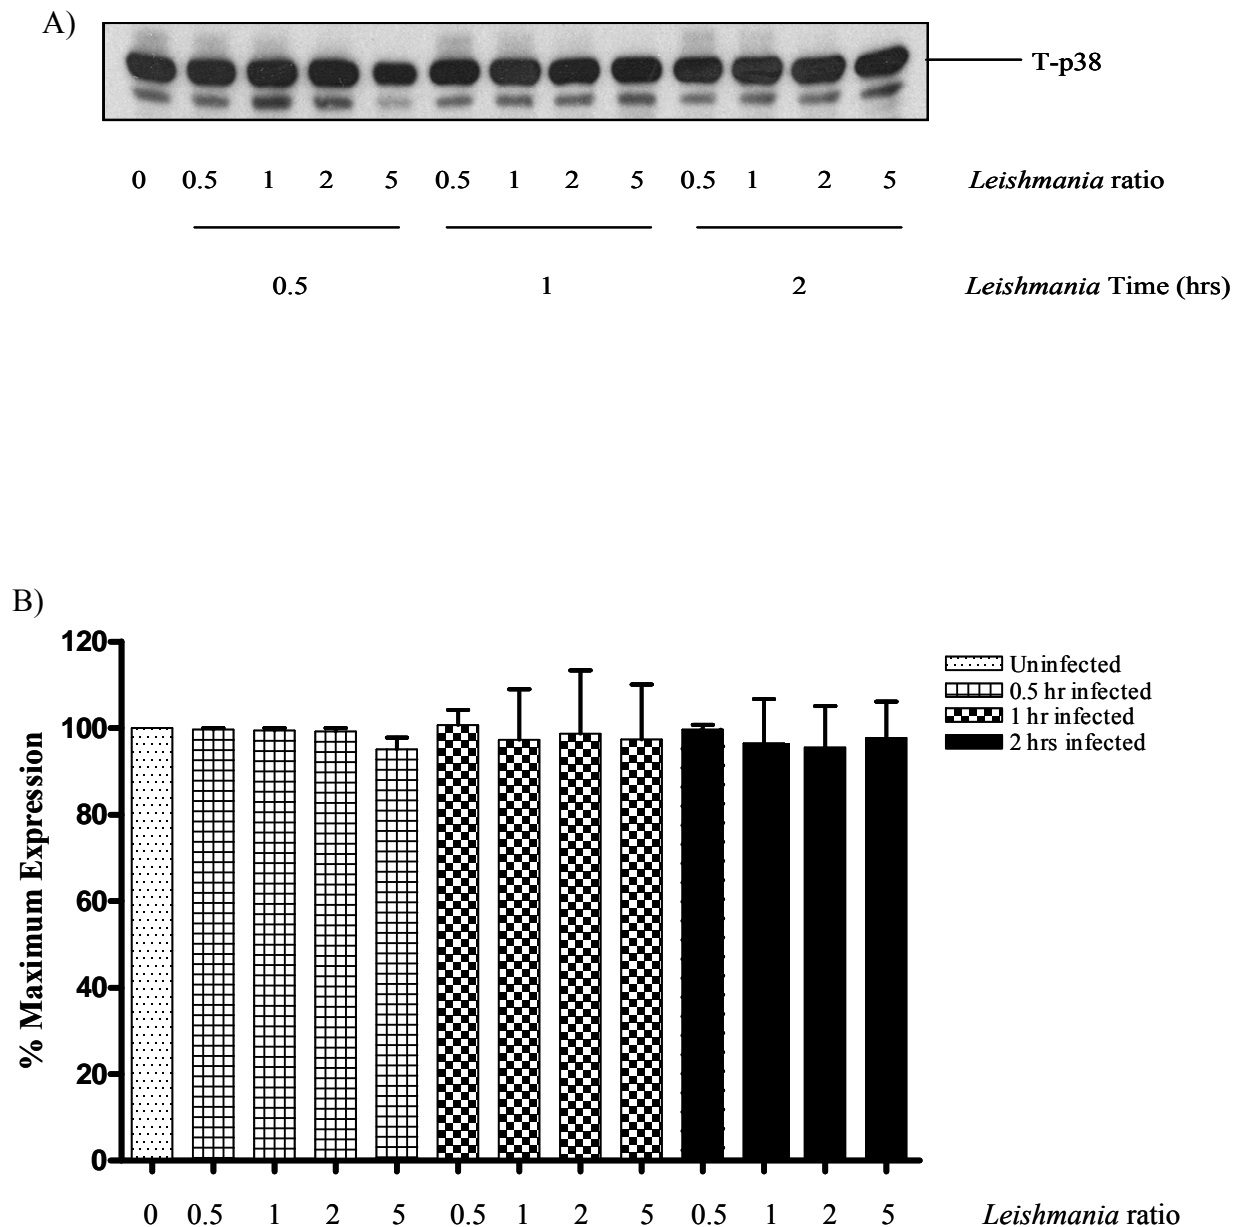 A)
T-p38
0 0.5 1 2 5 0.5 1 2 5 0.5 1 2 5 Leishmania ratio
0.5 1 2 Leishmania Time (hrs)
B)
% Maximum Expression
120
100
80
60
40
20
0
Uninfected
0.5 hr infected
1 hr infected
2 hrs infected
0 0.5 1 2 5 0.5 1 2 5 0.5 1 2 5 Leishmania ratio